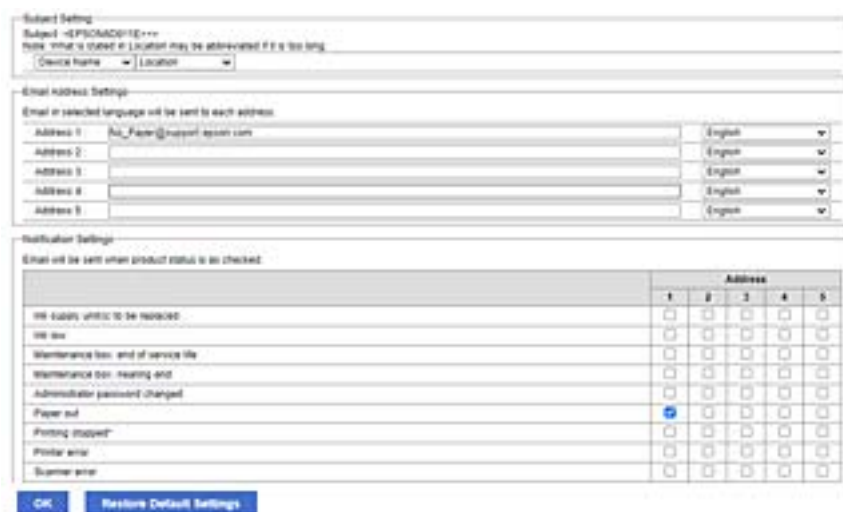 Subject Setting
Note: What is stated in Location may be abbreviated if it is too long.
Device Name Location
Email Address Settings
Email in selected language will be sent to each address.
Address 1 No_Paper@support.epson.com English
Address 2 English
Address 3 English
Address 4 English
Address 5 English
Notification Settings
Email will be sent when product status is as checked.
Address
1 2 3 4 5
Ink supply unit(s) to be replaced
Ink low
Maintenance box: end of service life
Maintenance box: nearing end
Administrator password changed
Paper out
Printing stopped*
Printer error
Scanner error
OK Restore Default Settings